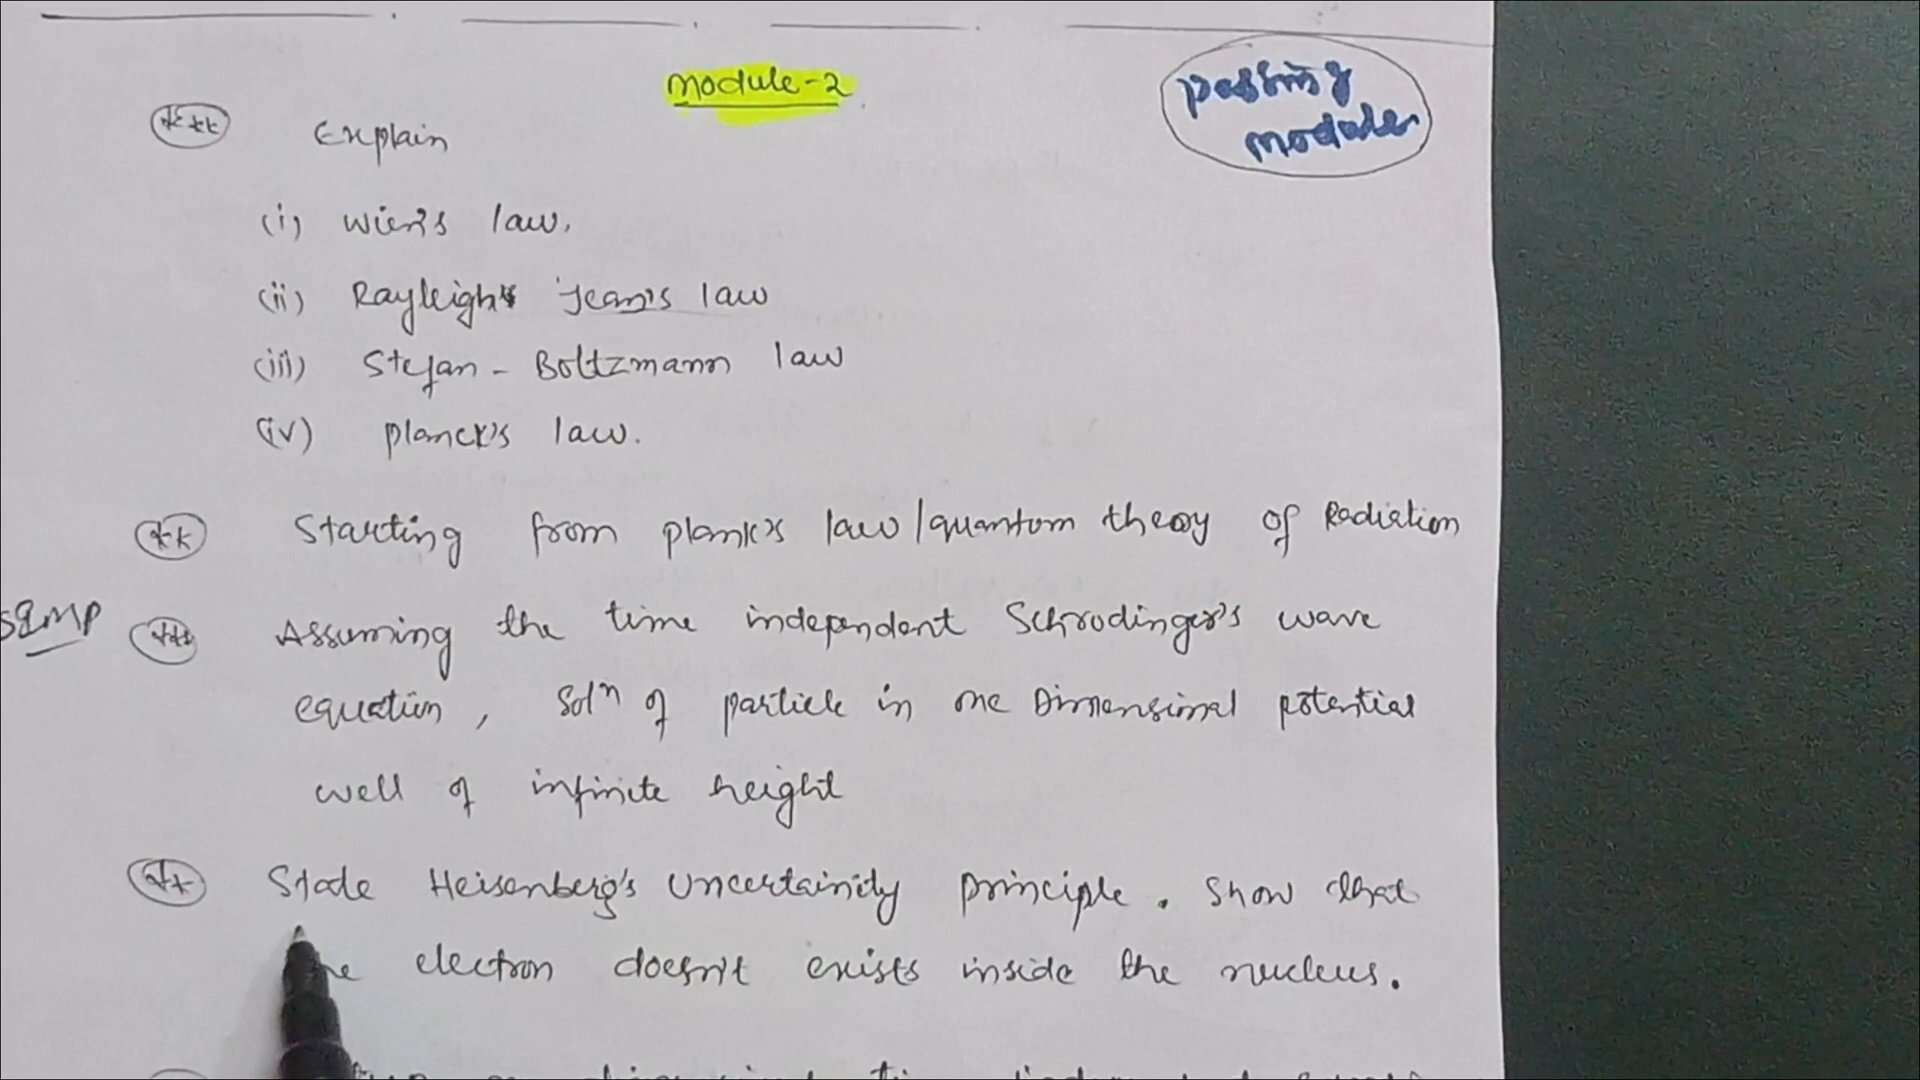 Module-2
passing
module
*** Explain
(i) Wien's law.
(ii) Rayleigh Jean's law
(iii) Stefan - Boltzmann law
(iv) planck's law.
** Starting from plank's law/quantum theory of Radiation
IMP *** Assuming the time independent Schrodinger's wave
equation, Solⁿ of particle in one Dimensional potential
well of infinite height
** State Heisenberg's Uncertainity principle. Show that
electron doesn't exists inside the nucleus.